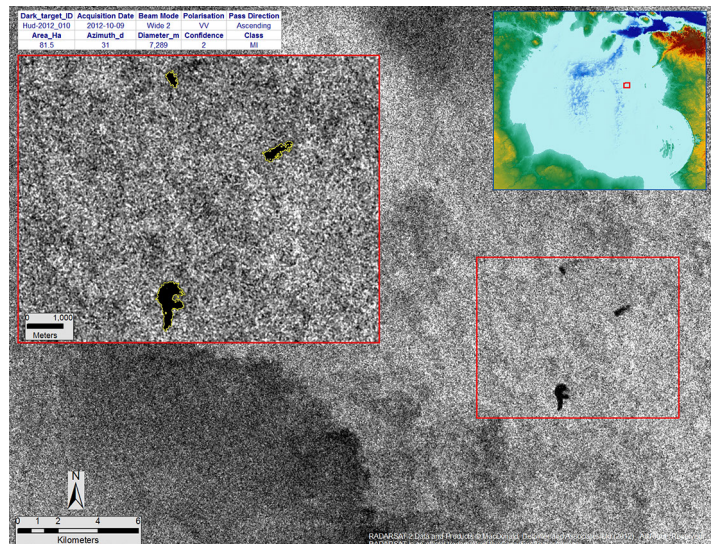 Dark_target_ID Acquisition Date Beam Mode Polarisation Pass Direction
Hud-2012_010 2012-10-09 Wide 2 VV Ascending
Area_Ha Azimuth_d Diameter_m Confidence Class
81.5 31 7,289 2 MI
0 1,000
Meters
N
0 1 2 4 6
Kilometers
RADARSAT-2 Data and Products © MacDonald, Dettwiler and Associates Ltd (2012) - All Rights Reserved